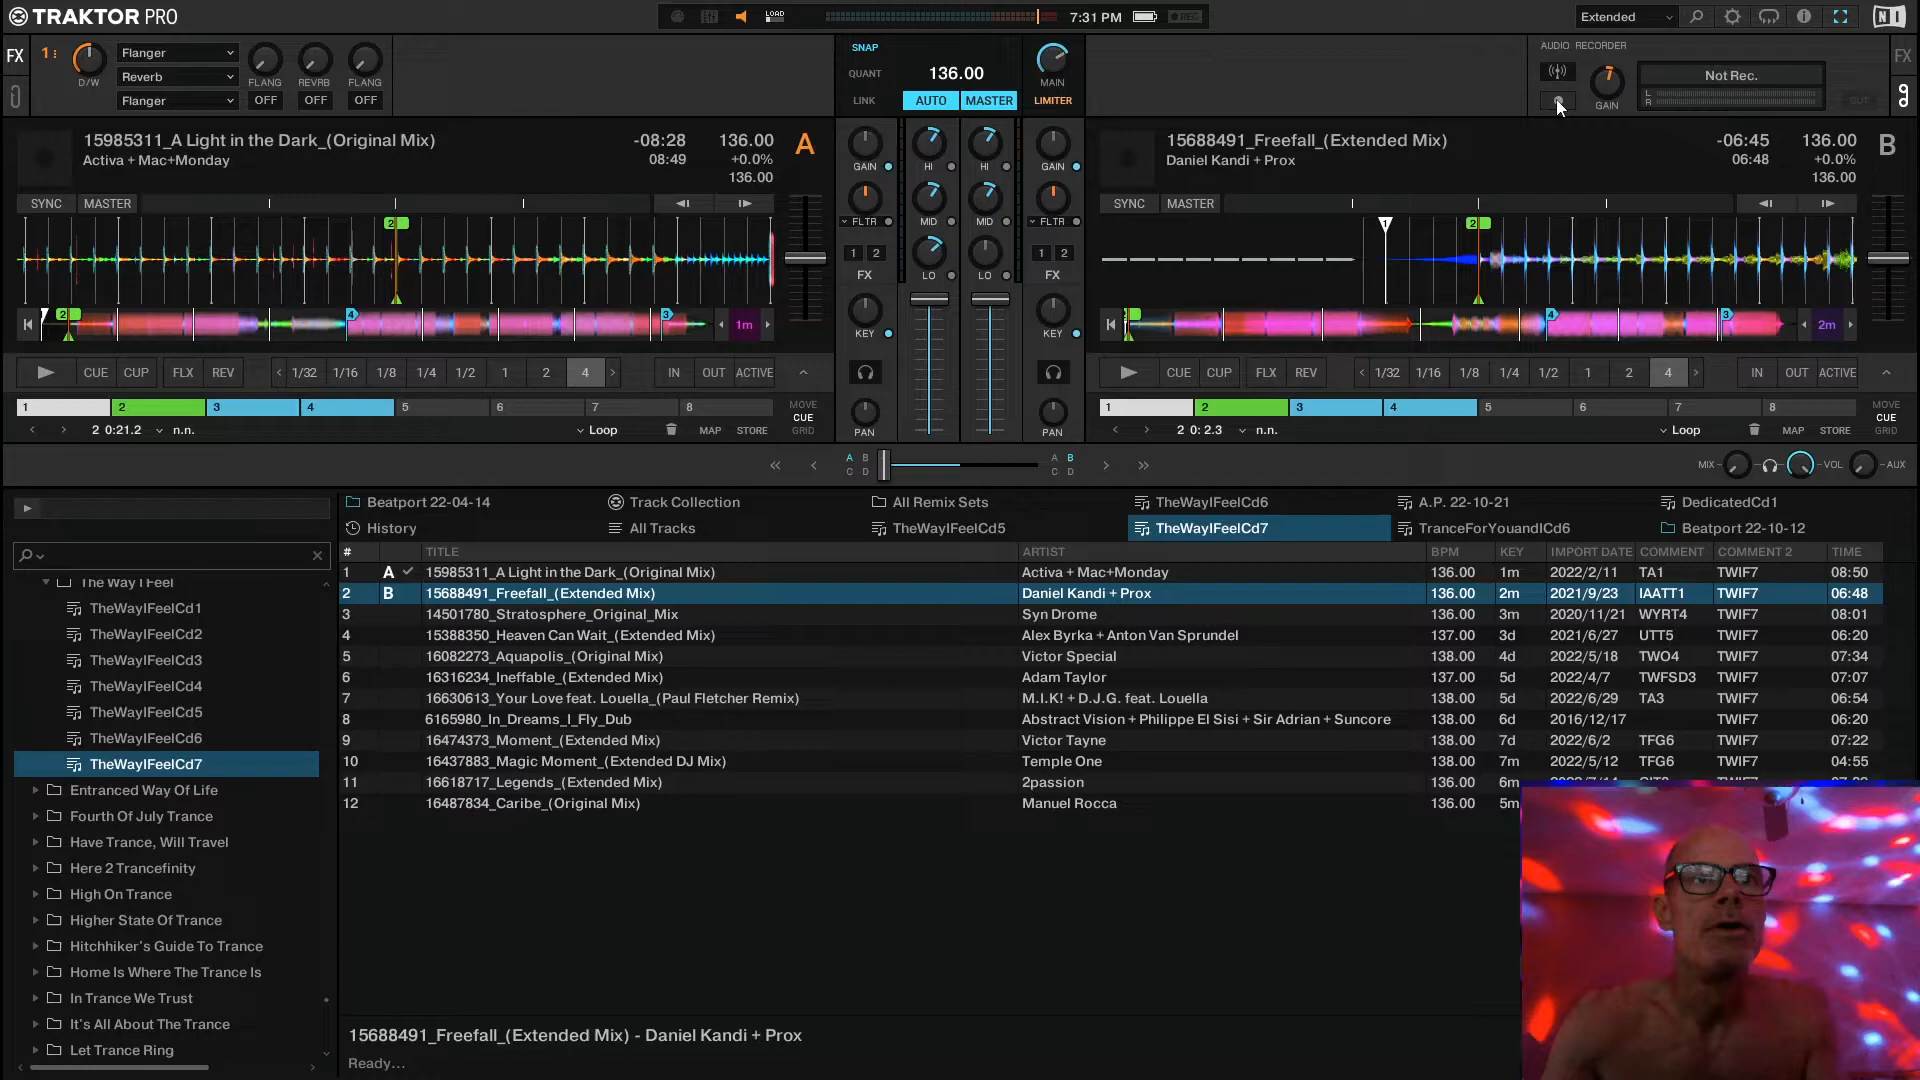 TRAKTOR PRO
LOAD
7:31 PM
REC
Extended
FX
1
D/W
Flanger
Reverb
Flanger
FLANG REVRB FLANG
OFF OFF OFF
SNAP
QUANT
LINK
136.00
AUTO MASTER
MAIN
LIMITER
AUDIO RECORDER
GAIN
Not Rec.
L
R
CUT
FX
15985311_A Light in the Dark_(Original Mix)
Activa + Mac+Monday
-08:28
08:49
136.00
+0.0%
136.00
A
SYNC MASTER
2
2 4 3
1m
CUE CUP FLX REV 1/32 1/16 1/8 1/4 1/2 1 2 4 IN OUT ACTIVE
1 2 3 4 5 6 7 8
MOVE
CUE
GRID
2 0:21.2 n.n. Loop MAP STORE
GAIN HI HI GAIN
FLTR MID MID FLTR
1 2 LO LO 1 2
FX FX
KEY KEY
PAN PAN
15688491_Freefall_(Extended Mix)
Daniel Kandi + Prox
-06:45
06:48
136.00
+0.0%
136.00
B
SYNC MASTER
1 2
4 3
2m
CUE CUP FLX REV 1/32 1/16 1/8 1/4 1/2 1 2 4 IN OUT ACTIVE
1 2 3 4 5 6 7 8
MOVE
CUE
GRID
2 0: 2.3 n.n. Loop MAP STORE
A B
C D
A B
C D
MIX VOL AUX
Beatport 22-04-14 Track Collection All Remix Sets TheWayIFeelCd6 A.P. 22-10-21 DedicatedCd1
History All Tracks TheWayIFeelCd5 TheWayIFeelCd7 TranceForYouandICd6 Beatport 22-10-12
The Way I Feel
TheWayIFeelCd1
TheWayIFeelCd2
TheWayIFeelCd3
TheWayIFeelCd4
TheWayIFeelCd5
TheWayIFeelCd6
TheWayIFeelCd7
Entranced Way Of Life
Fourth Of July Trance
Have Trance, Will Travel
Here 2 Trancefinity
High On Trance
Higher State Of Trance
Hitchhiker's Guide To Trance
Home Is Where The Trance Is
In Trance We Trust
It's All About The Trance
Let Trance Ring
# TITLE ARTIST BPM KEY IMPORT DATE COMMENT COMMENT 2 TIME
1 A 15985311_A Light in the Dark_(Original Mix) Activa + Mac+Monday 136.00 1m 2022/2/11 TA1 TWIF7 08:50
2 B 15688491_Freefall_(Extended Mix) Daniel Kandi + Prox 136.00 2m 2021/9/23 IAATT1 TWIF7 06:48
3 14501780_Stratosphere_Original_Mix Syn Drome 136.00 3m 2020/11/21 WYRT4 TWIF7 08:01
4 15388350_Heaven Can Wait_(Extended Mix) Alex Byrka + Anton Van Sprundel 137.00 3d 2021/6/27 UTT5 TWIF7 06:20
5 16082273_Aquapolis_(Original Mix) Victor Special 138.00 4d 2022/5/18 TWO4 TWIF7 07:34
6 16316234_Ineffable_(Extended Mix) Adam Taylor 137.00 5d 2022/4/7 TWFSD3 TWIF7 07:07
7 16630613_Your Love feat. Louella_(Paul Fletcher Remix) M.I.K! + D.J.G. feat. Louella 138.00 5d 2022/6/29 TA3 TWIF7 06:54
8 6165980_In_Dreams_I_Fly_Dub Abstract Vision + Philippe El Sisi + Sir Adrian + Suncore 138.00 6d 2016/12/17 TWIF7 06:20
9 16474373_Moment_(Extended Mix) Victor Tayne 138.00 7d 2022/6/2 TFG6 TWIF7 07:22
10 16437883_Magic Moment_(Extended DJ Mix) Temple One 138.00 7m 2022/5/12 TFG6 TWIF7 04:55
11 16618717_Legends_(Extended Mix) 2passion 136.00 6m
12 16487834_Caribe_(Original Mix) Manuel Rocca 136.00 5m
15688491_Freefall_(Extended Mix) - Daniel Kandi + Prox
Ready...